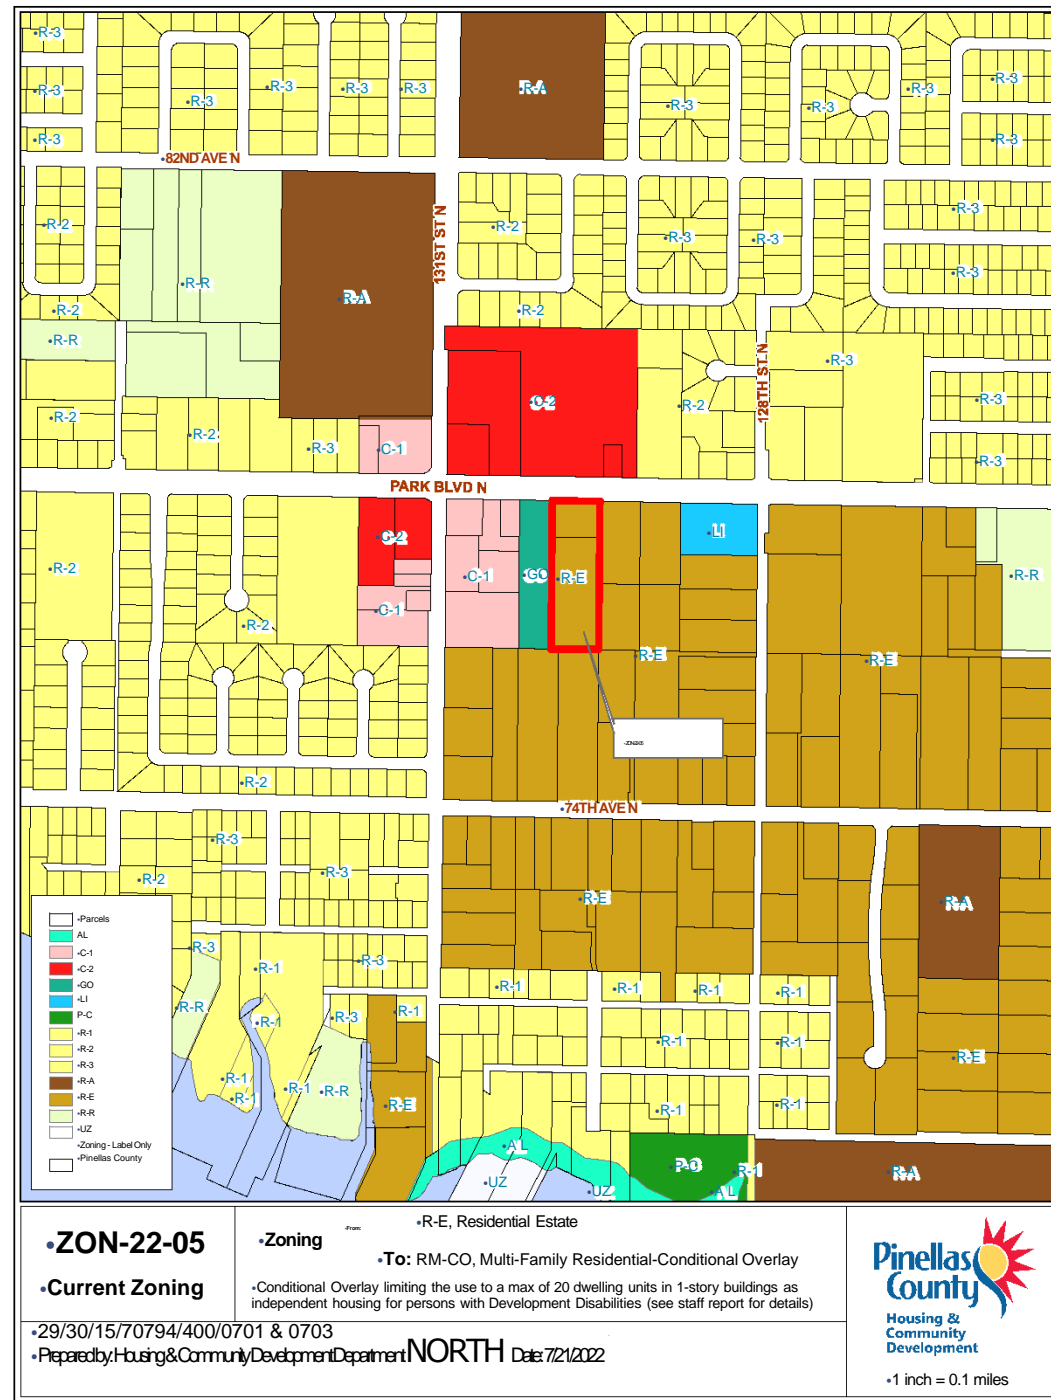 •R-3
•R-3
•R-3
•R-3
•R-3
•R-3
•R-3
•R-A
•R-3
•R-3
•R-3
•R-3
•R-3
•82ND AVE N
•R-2
•R-R
•R-A
131ST ST N
•R-2
•R-3
•R-3
•R-3
•R-3
•R-2
•R-R
•R-2
•R-2
•R-3
•C-1
•R-2
•C-2
•R-2
128TH ST N
•R-3
•R-3
•R-3
PARK BLVD N
•R-2
•C-2
•C-1
•R-2
•C-1
•GO
•R-E
•LI
•R-E
•R-E
•R-R
•R-2
•74TH AVE N
•R-3
•R-2
•R-3
•R-E
•R-A
•R-3
•R-1
•R-3
•R-R
•R-1
•R-3
•R-1
•R-1
•R-1
•R-1
•R-R
•R-E
•R-1
•R-1
•R-1
•R-1
•R-1
•R-1
•R-1
•R-1
•R-E
•AL
•UZ
•UZ
•P-C
•R-1
•AL
•R-A
•Parcels
AL
•C-1
•C-2
•GO
•LI
P-C
•R-1
•R-2
•R-3
•R-A
•R-E
•R-R
•UZ
•Zoning - Label Only
•Pinellas County
•ZON-22-05
•Current Zoning
•Zoning
•From:
•R-E, Residential Estate
•To: RM-CO, Multi-Family Residential-Conditional Overlay
•Conditional Overlay limiting the use to a max of 20 dwelling units in 1-story buildings as
independent housing for persons with Development Disabilities (see staff report for details)
•29/30/15/70794/400/0701 & 0703
•Prepared by: Housing & Community Development Department NORTH Date: 7/21/2022
Pinellas
County
Housing &
Community
Development
•1 inch = 0.1 miles